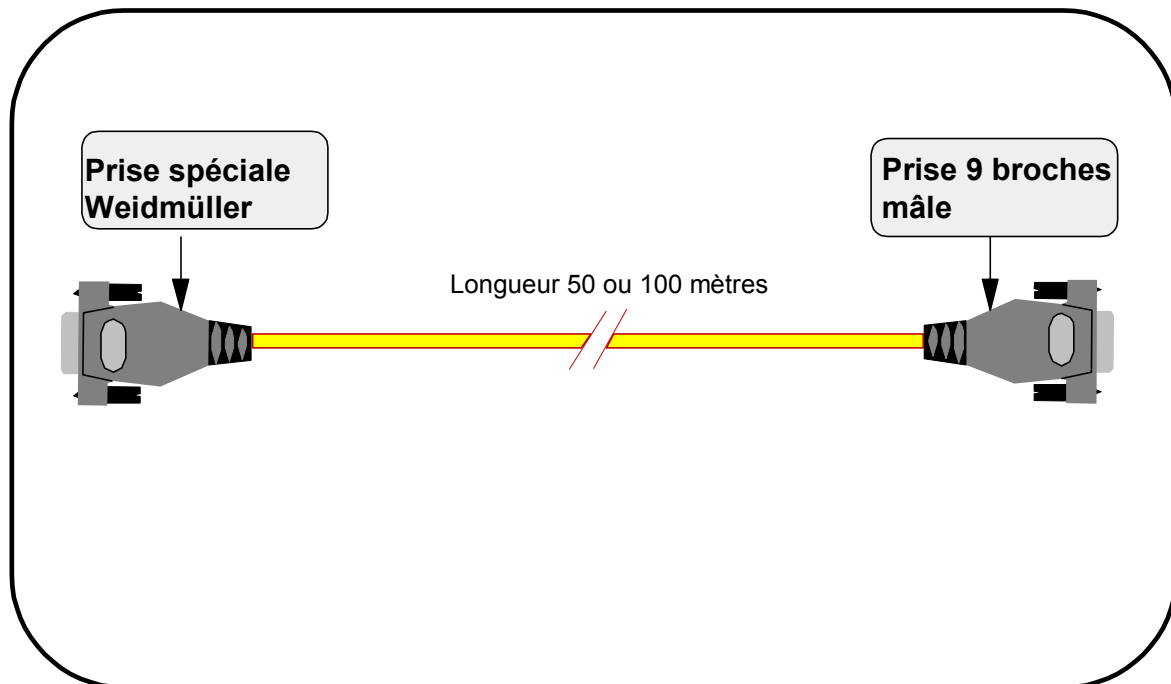 Prise spéciale
Weidmüller
Prise 9 broches
mâle
Longueur 50 ou 100 mètres